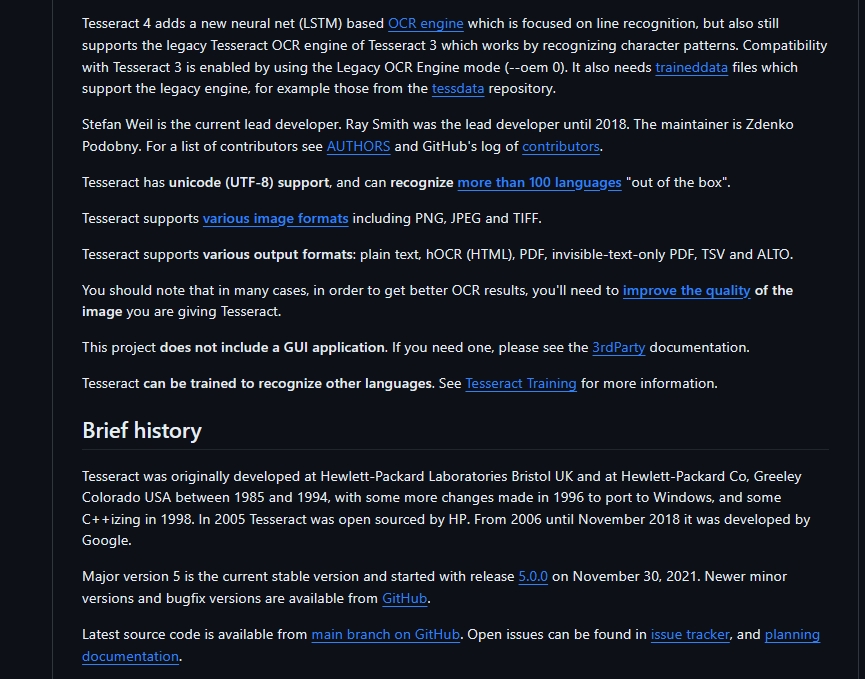 Tesseract 4 adds a new neural net (LSTM) based OCR engine which is focused on line recognition, but also still
supports the legacy Tesseract OCR engine of Tesseract 3 which works by recognizing character patterns. Compatibility
with Tesseract 3 is enabled by using the Legacy OCR Engine mode (--oem 0). It also needs traineddata files which
support the legacy engine, for example those from the tessdata repository.
Stefan Weil is the current lead developer. Ray Smith was the lead developer until 2018. The maintainer is Zdenko
Podobny. For a list of contributors see AUTHORS and GitHub's log of contributors.
Tesseract has unicode (UTF-8) support, and can recognize more than 100 languages "out of the box".
Tesseract supports various image formats including PNG, JPEG and TIFF.
Tesseract supports various output formats: plain text, hOCR (HTML), PDF, invisible-text-only PDF, TSV and ALTO.
You should note that in many cases, in order to get better OCR results, you'll need to improve the quality of the
image you are giving Tesseract.
This project does not include a GUI application. If you need one, please see the 3rdParty documentation.
Tesseract can be trained to recognize other languages. See Tesseract Training for more information.
Brief history
Tesseract was originally developed at Hewlett-Packard Laboratories Bristol UK and at Hewlett-Packard Co, Greeley
Colorado USA between 1985 and 1994, with some more changes made in 1996 to port to Windows, and some
C++izing in 1998. In 2005 Tesseract was open sourced by HP. From 2006 until November 2018 it was developed by
Google.
Major version 5 is the current stable version and started with release 5.0.0 on November 30, 2021. Newer minor
versions and bugfix versions are available from GitHub.
Latest source code is available from main branch on GitHub. Open issues can be found in issue tracker, and planning
documentation.